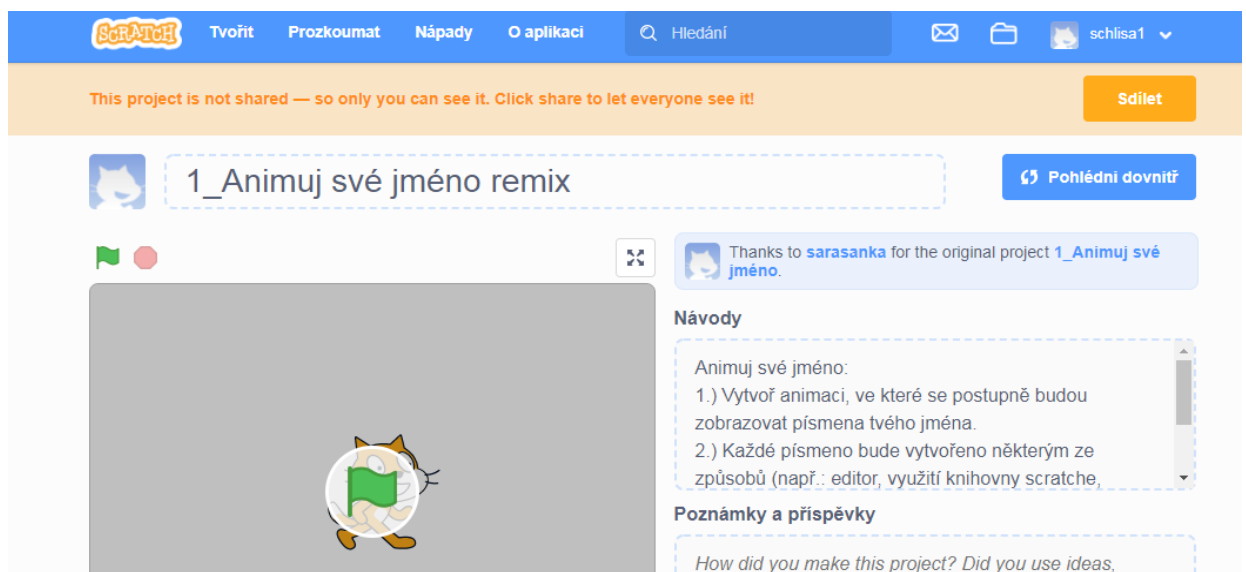 SCRATCH Tvořit Prozkoumat Nápady O aplikaci Hledání schlisa1
This project is not shared — so only you can see it. Click share to let everyone see it!
Sdílet
1_Animuj své jméno remix
Pohlédni dovnitř
Thanks to sarasanka for the original project 1_Animuj své
jméno.
Návody
Animuj své jméno:
1.) Vytvoř animaci, ve které se postupně budou
zobrazovat písmena tvého jména.
2.) Každé písmeno bude vytvořeno některým ze
způsobů (např.: editor, využití knihovny scratche,
Poznámky a příspěvky
How did you make this project? Did you use ideas,